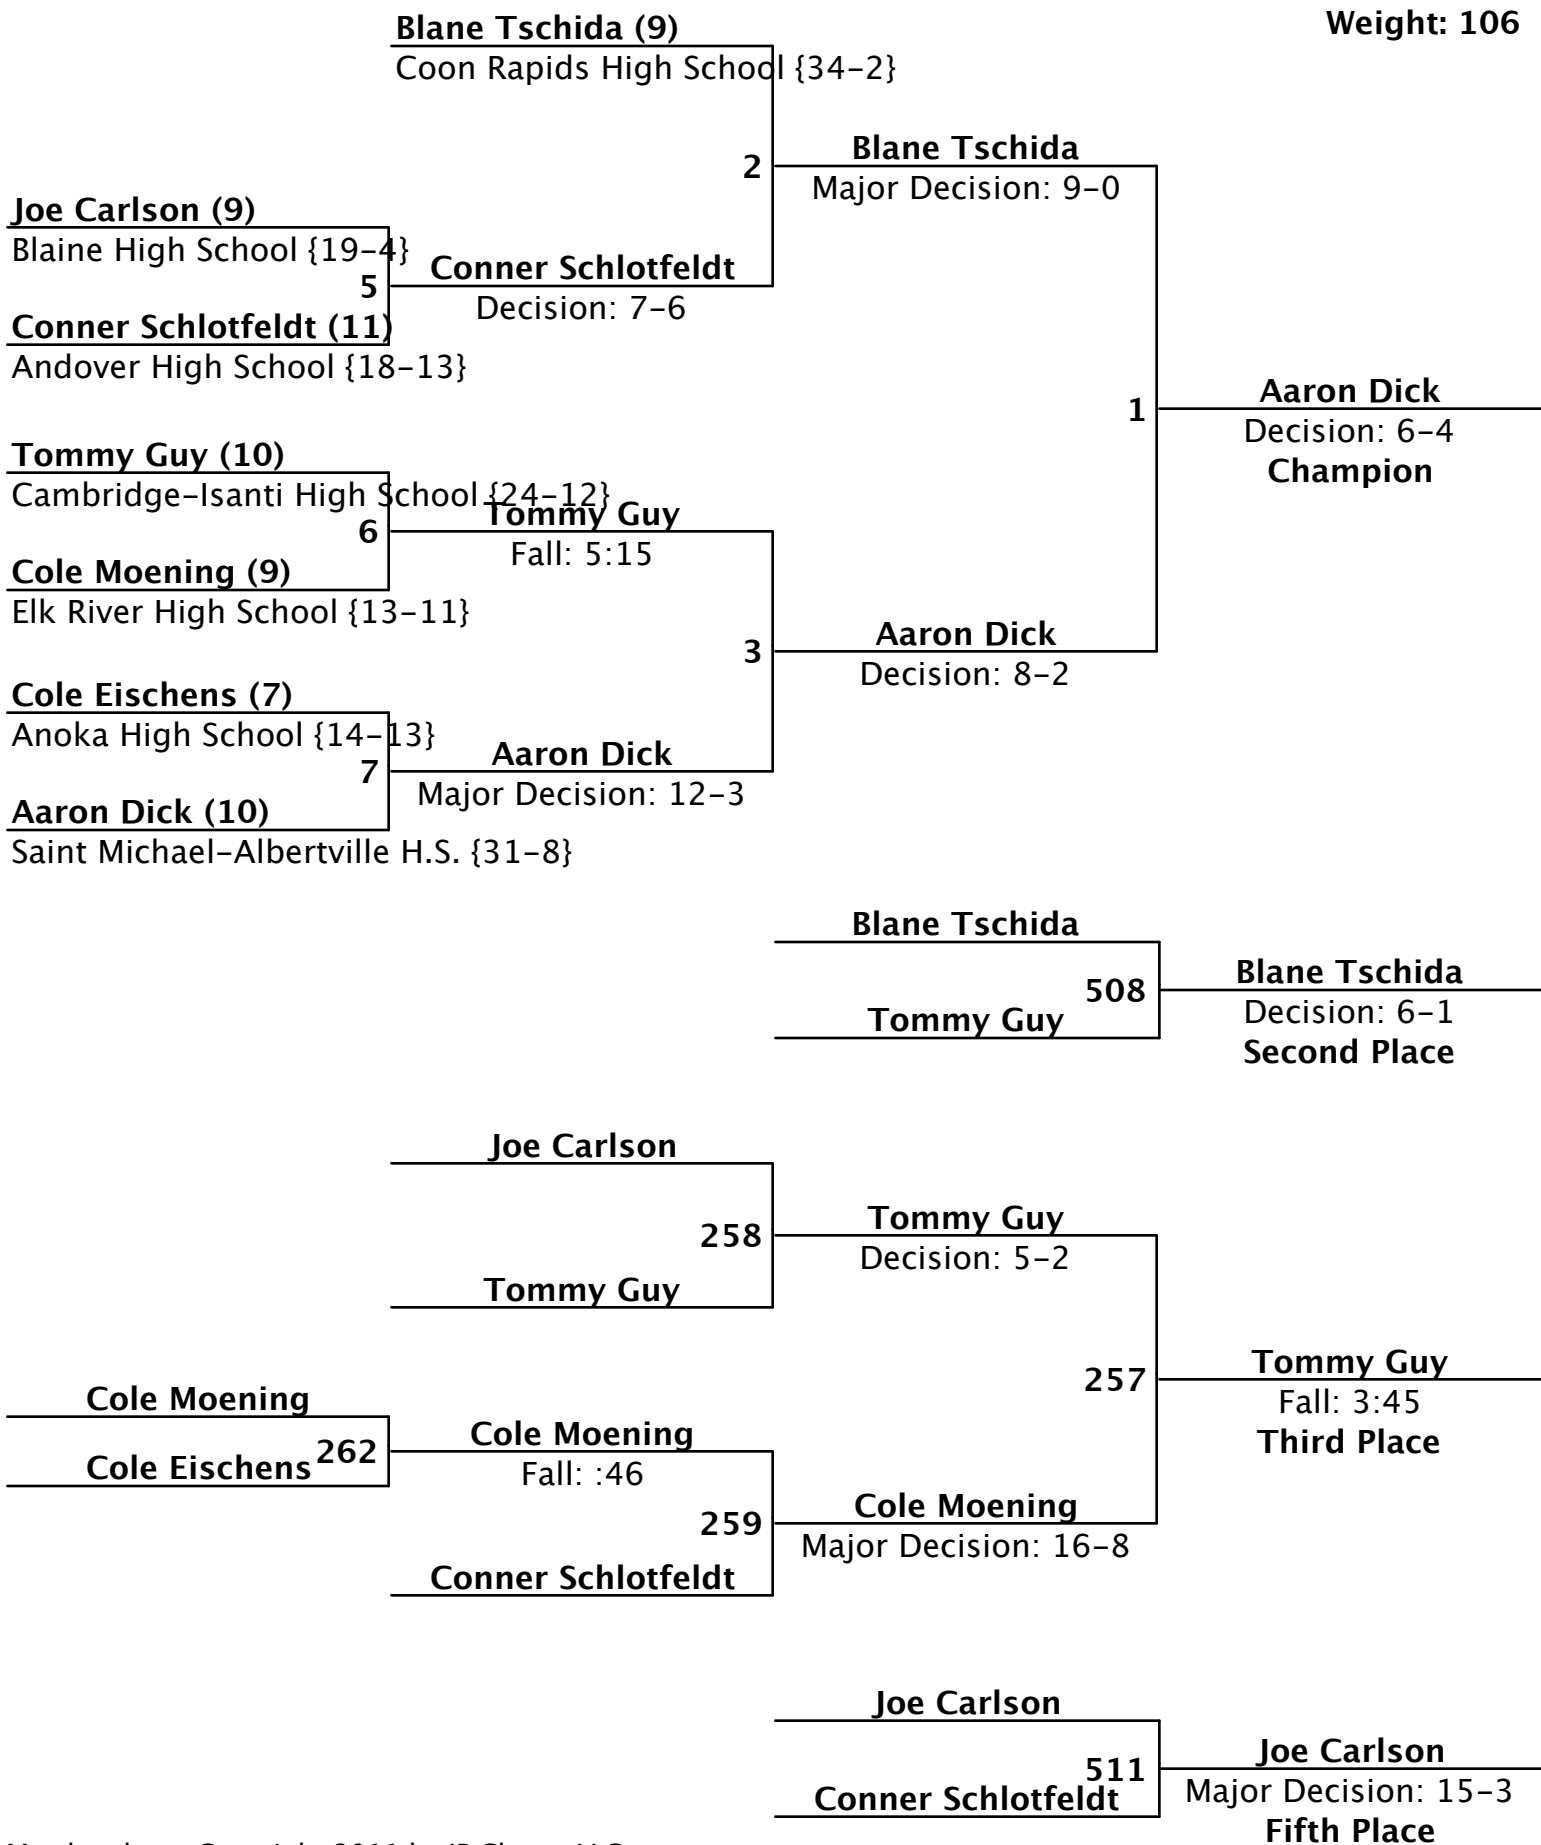 Weight: 106
Blane Tschida (9)
Coon Rapids High School {34-2}
2
Blane Tschida
Major Decision: 9-0
Joe Carlson (9)
Blaine High School {19-4}
5
Conner Schlotfeldt
Decision: 7-6
Conner Schlotfeldt (11)
Andover High School {18-13}
1
Aaron Dick
Decision: 6-4
Champion
Tommy Guy (10)
Cambridge-Isanti High School {24-12}
6
Tommy Guy
Fall: 5:15
Cole Moening (9)
Elk River High School {13-11}
3
Aaron Dick
Decision: 8-2
Cole Eischens (7)
Anoka High School {14-13}
7
Aaron Dick
Major Decision: 12-3
Aaron Dick (10)
Saint Michael-Albertville H.S. {31-8}
Blane Tschida
508
Tommy Guy
Blane Tschida
Decision: 6-1
Second Place
Joe Carlson
258
Tommy Guy
Tommy Guy
Decision: 5-2
257
Tommy Guy
Fall: 3:45
Third Place
Cole Moening
262
Cole Eischens
Cole Moening
Fall: :46
259
Conner Schlotfeldt
Cole Moening
Major Decision: 16-8
Joe Carlson
511
Conner Schlotfeldt
Joe Carlson
Major Decision: 15-3
Fifth Place